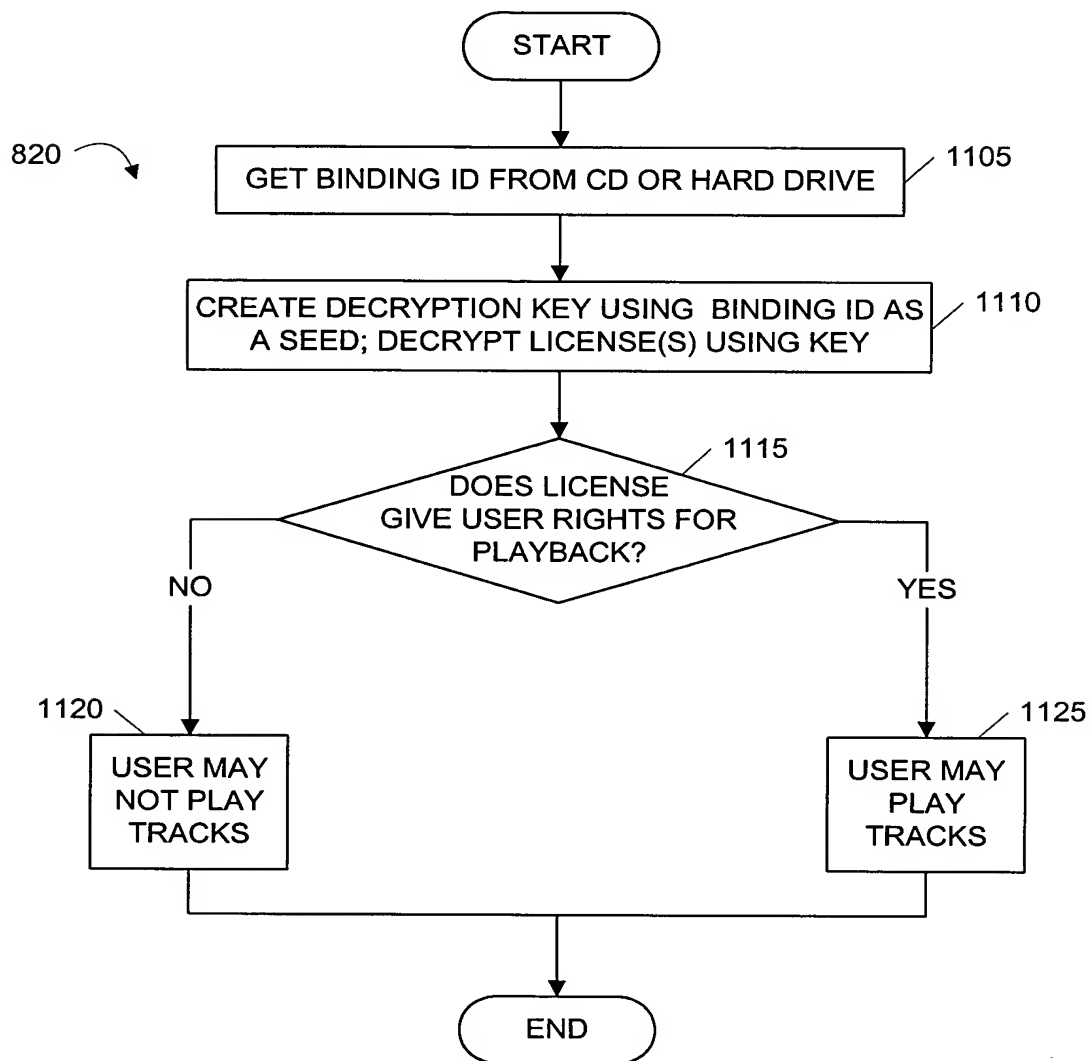 START
820
GET BINDING ID FROM CD OR HARD DRIVE
1105
CREATE DECRYPTION KEY USING BINDING ID AS
A SEED; DECRYPT LICENSE(S) USING KEY
1110
1115
DOES LICENSE
GIVE USER RIGHTS FOR
PLAYBACK?
NO
YES
1120
USER MAY
NOT PLAY
TRACKS
1125
USER MAY
PLAY
TRACKS
END